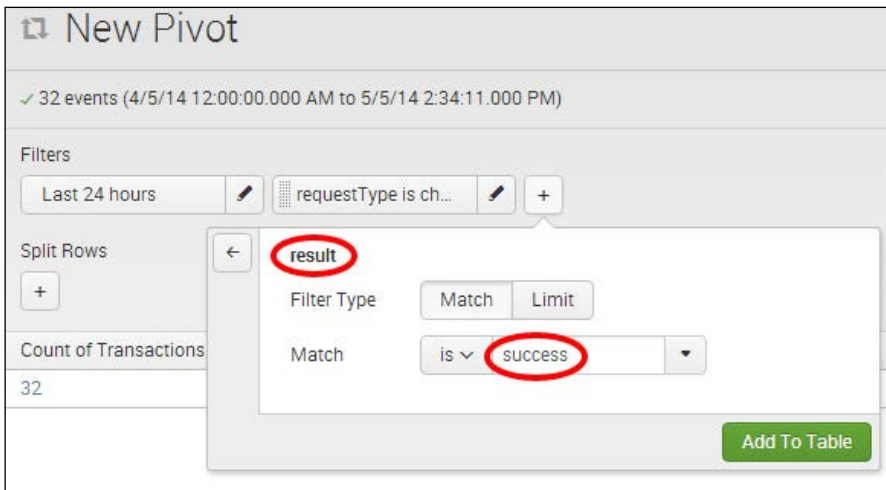 New Pivot
✓ 32 events (4/5/14 12:00:00.000 AM to 5/5/14 2:34:11.000 PM)
Filters
Last 24 hours requestType is ch... +
Split Rows
+
← result
Filter Type Match Limit
Match is success
Count of Transactions
32
Add To Table